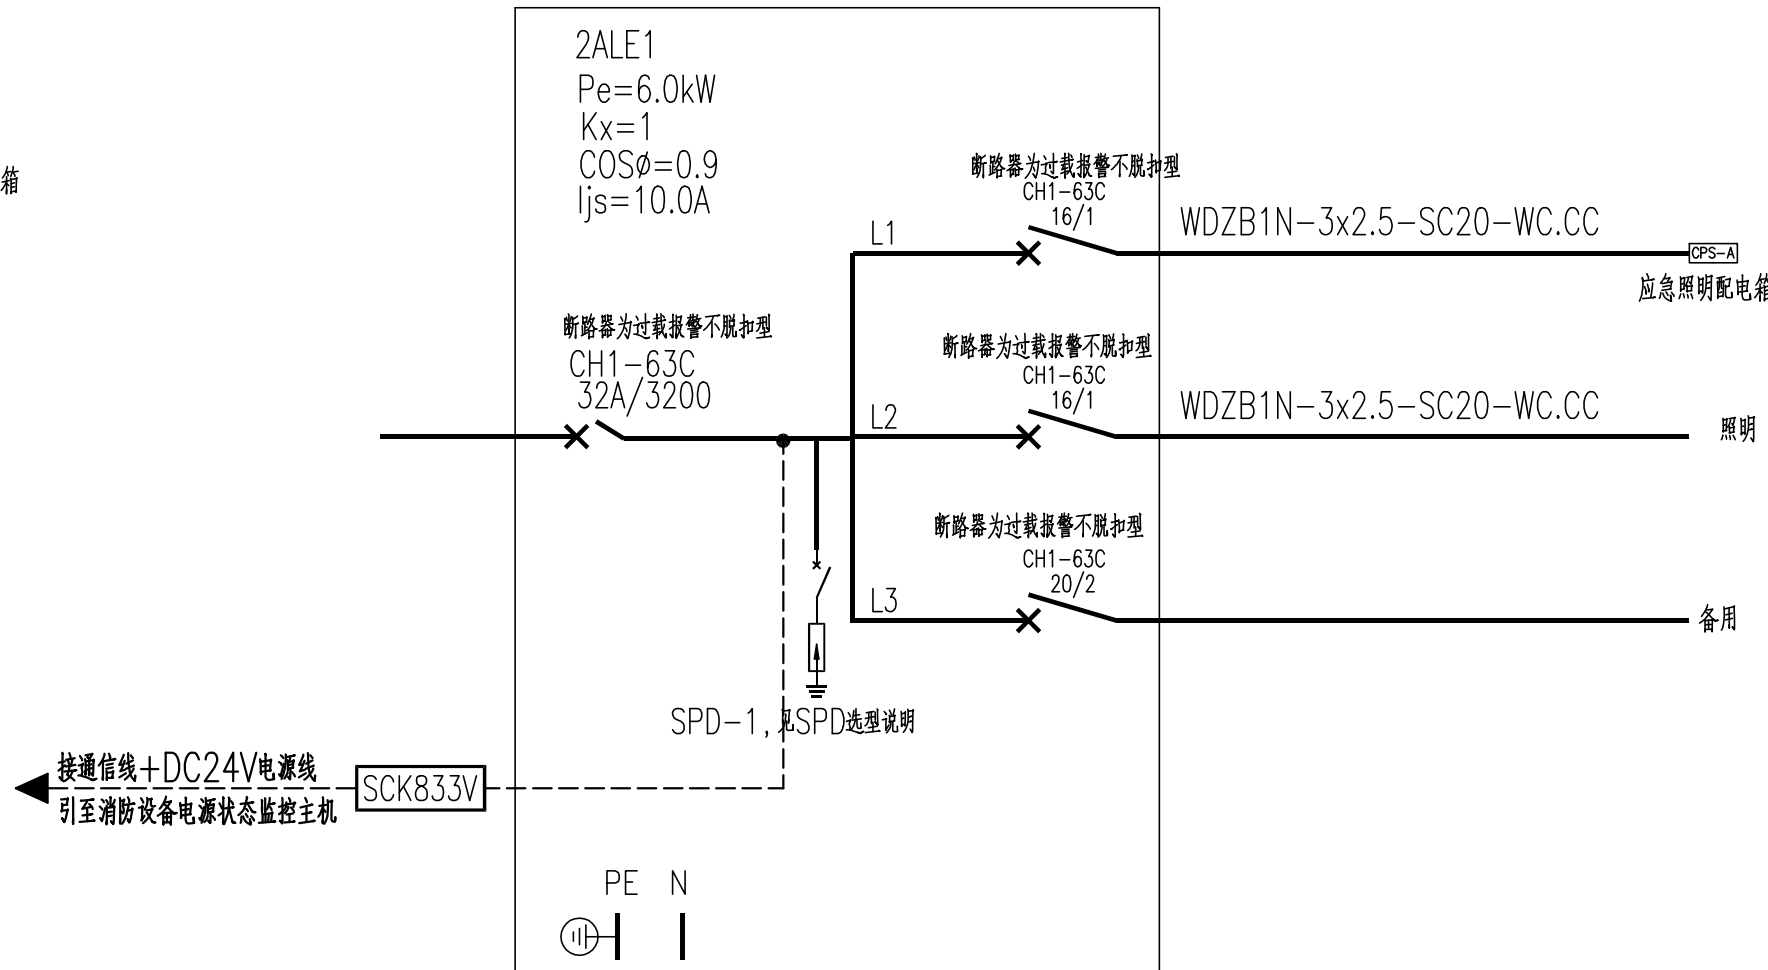 2ALE1
Pe=6.0kW
Kx=1
COSø=0.9
Ijs=10.0A
箱
断路器为过载报警不脱扣型
CH1-63C
16/1
L1
WDZB1N-3x2.5-SC20-WC.CC
CPS-A
应急照明配电箱
断路器为过载报警不脱扣型
CH1-63C
32A/3200
断路器为过载报警不脱扣型
CH1-63C
16/1
L2
WDZB1N-3x2.5-SC20-WC.CC
照明
断路器为过载报警不脱扣型
CH1-63C
20/2
L3
备用
SPD-1,见SPD选型说明
接通信线+DC24V电源线
SCK833V
引至消防设备电源状态监控主机
PE N